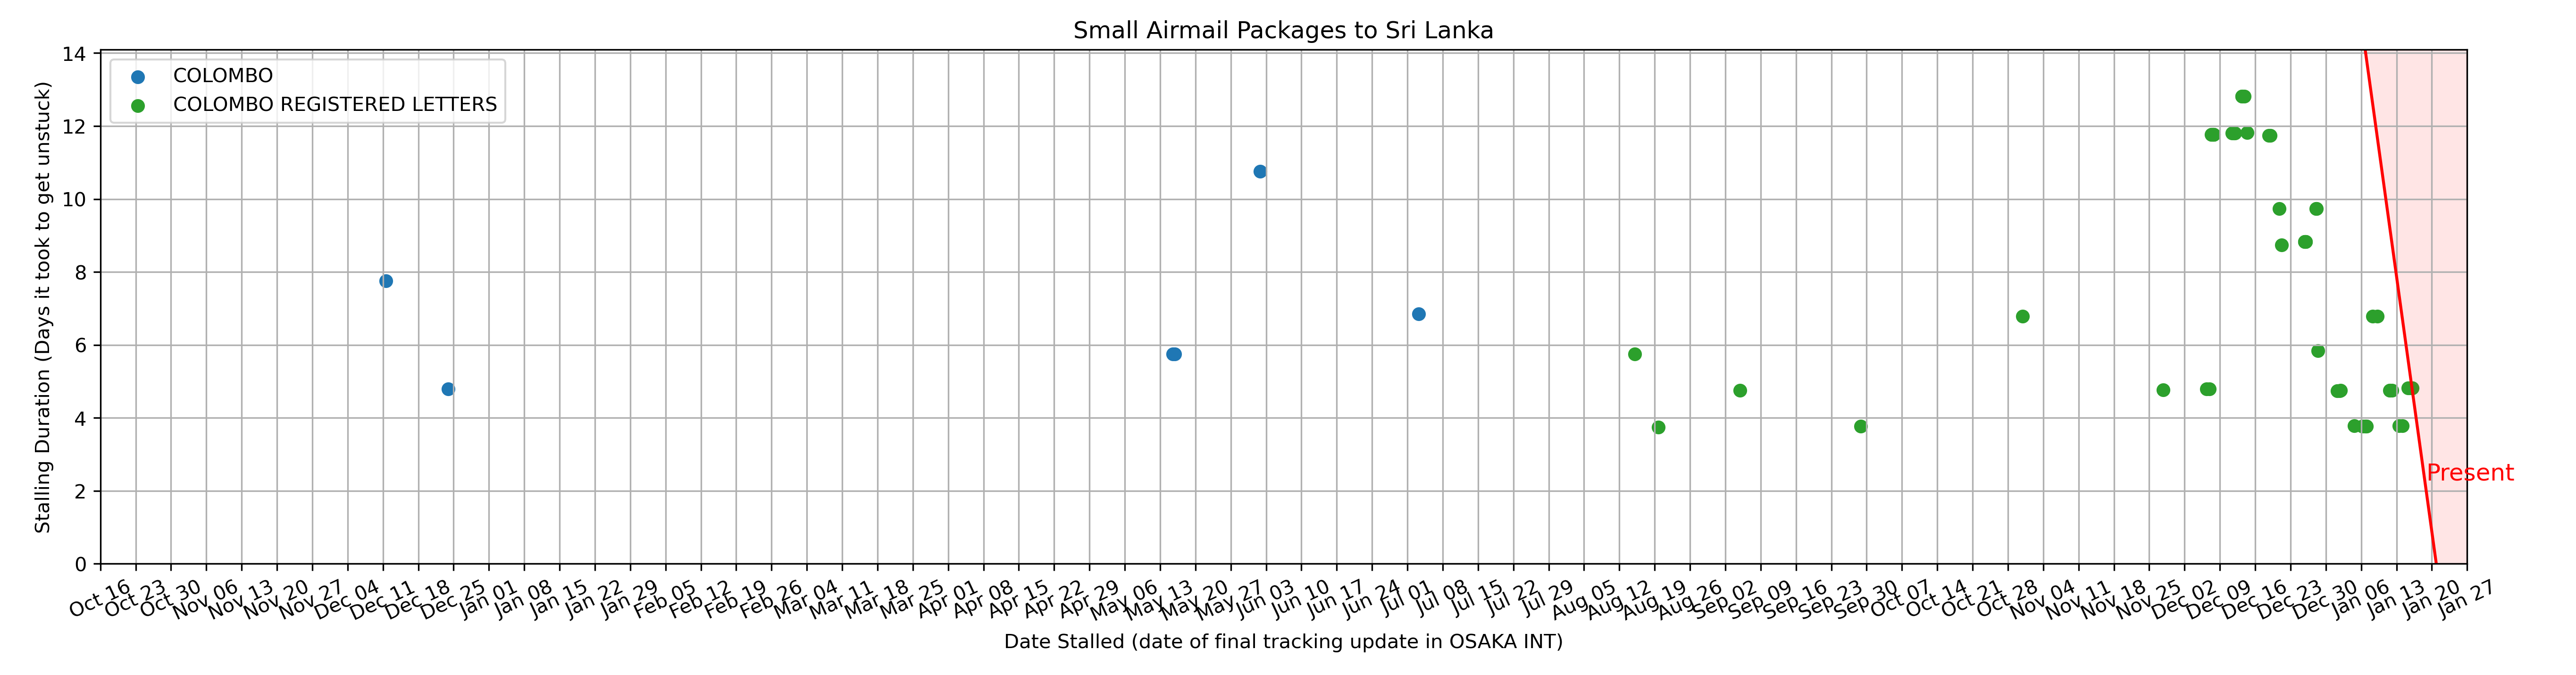 Small Airmail Packages to Sri Lanka
COLOMBO
COLOMBO REGISTERED LETTERS
Stalling Duration (Days it took to get unstuck)
14
12
10
8
6
4
2
0
Present
Oct 16 Oct 23 Oct 30 Nov 06 Nov 13 Nov 20 Nov 27 Dec 04 Dec 11 Dec 18 Dec 25 Jan 01 Jan 08 Jan 15 Jan 22 Jan 29 Feb 05 Feb 12 Feb 19 Feb 26 Mar 04 Mar 11 Mar 18 Mar 25 Apr 01 Apr 08 Apr 15 Apr 22 Apr 29 May 06 May 13 May 20 May 27 Jun 03 Jun 10 Jun 17 Jun 24 Jul 01 Jul 08 Jul 15 Jul 22 Jul 29 Aug 05 Aug 12 Aug 19 Aug 26 Sep 02 Sep 09 Sep 16 Sep 23 Sep 30 Oct 07 Oct 14 Oct 21 Oct 28 Nov 04 Nov 11 Nov 18 Nov 25 Dec 02 Dec 09 Dec 16 Dec 23 Dec 30 Jan 06 Jan 13 Jan 20 Jan 27
Date Stalled (date of final tracking update in OSAKA INT)